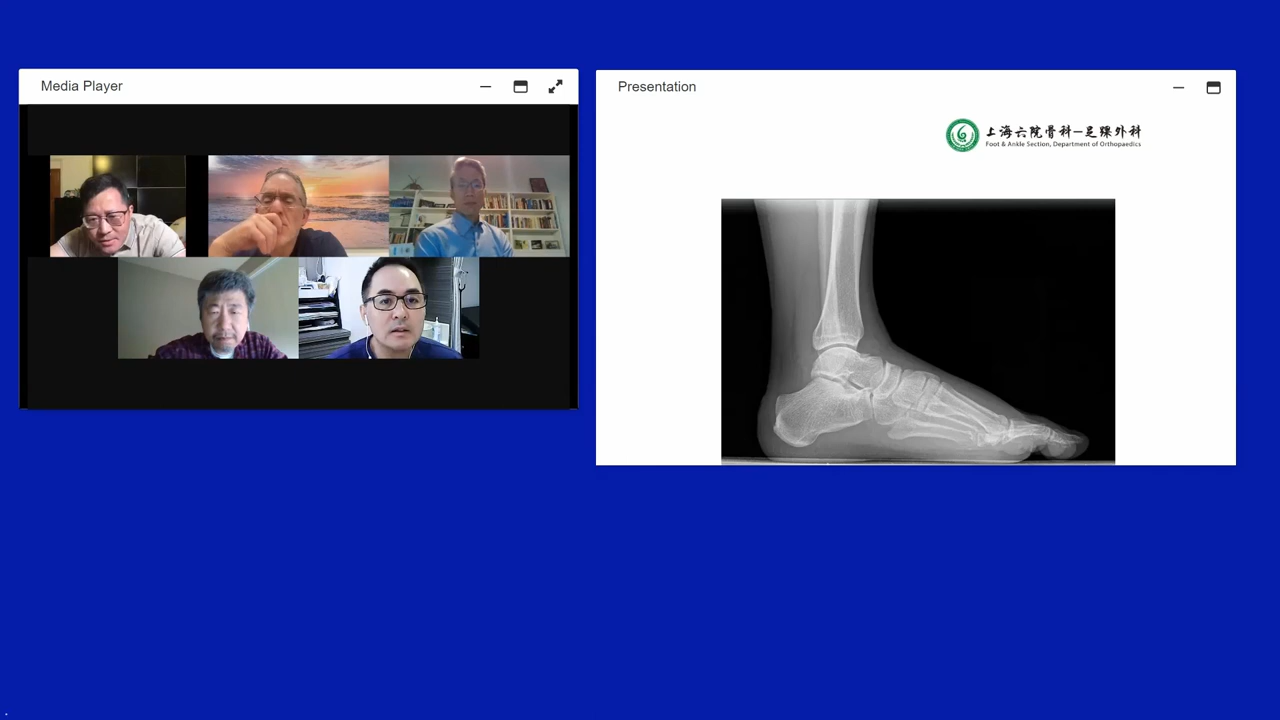 Media Player
Presentation
上海六院骨科—足踝外科
Foot & Ankle Section, Department of Orthopaedics